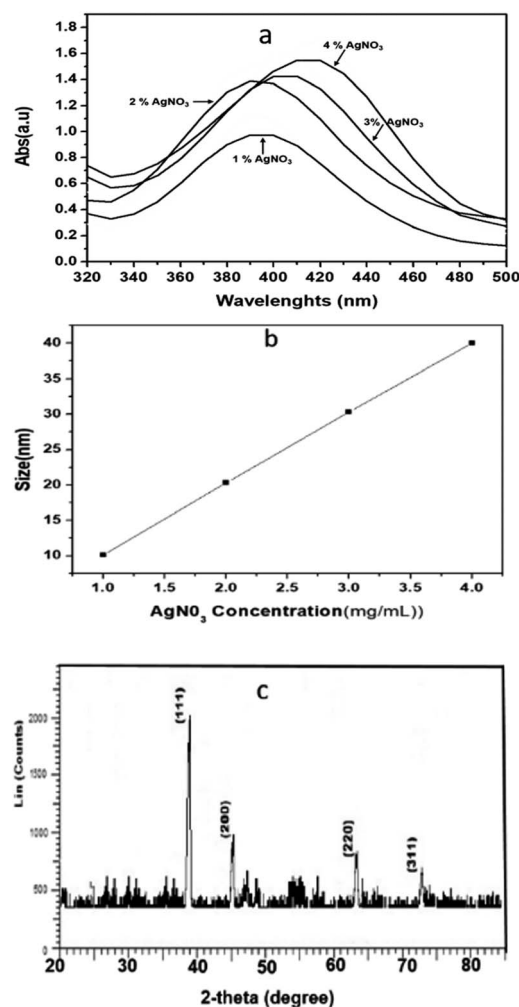 a
1.8
1.6
1.4
1.2
1.0
0.8
0.6
0.4
0.2
0.0
Abs(a.u)
4 % AgNO3
2 % AgNO3
3% AgNO3
1 % AgNO3
320 340 360 380 400 420 440 460 480 500
Wavelenghts (nm)
b
40
35
30
25
20
15
10
Size(nm)
1.0 1.5 2.0 2.5 3.0 3.5 4.0
AgN03 Concentration(mg/mL))
c
2000
1500
1000
500
0
Lin (Counts)
(111)
(200)
(220)
(311)
20 30 40 50 60 70 80
2-theta (degree)